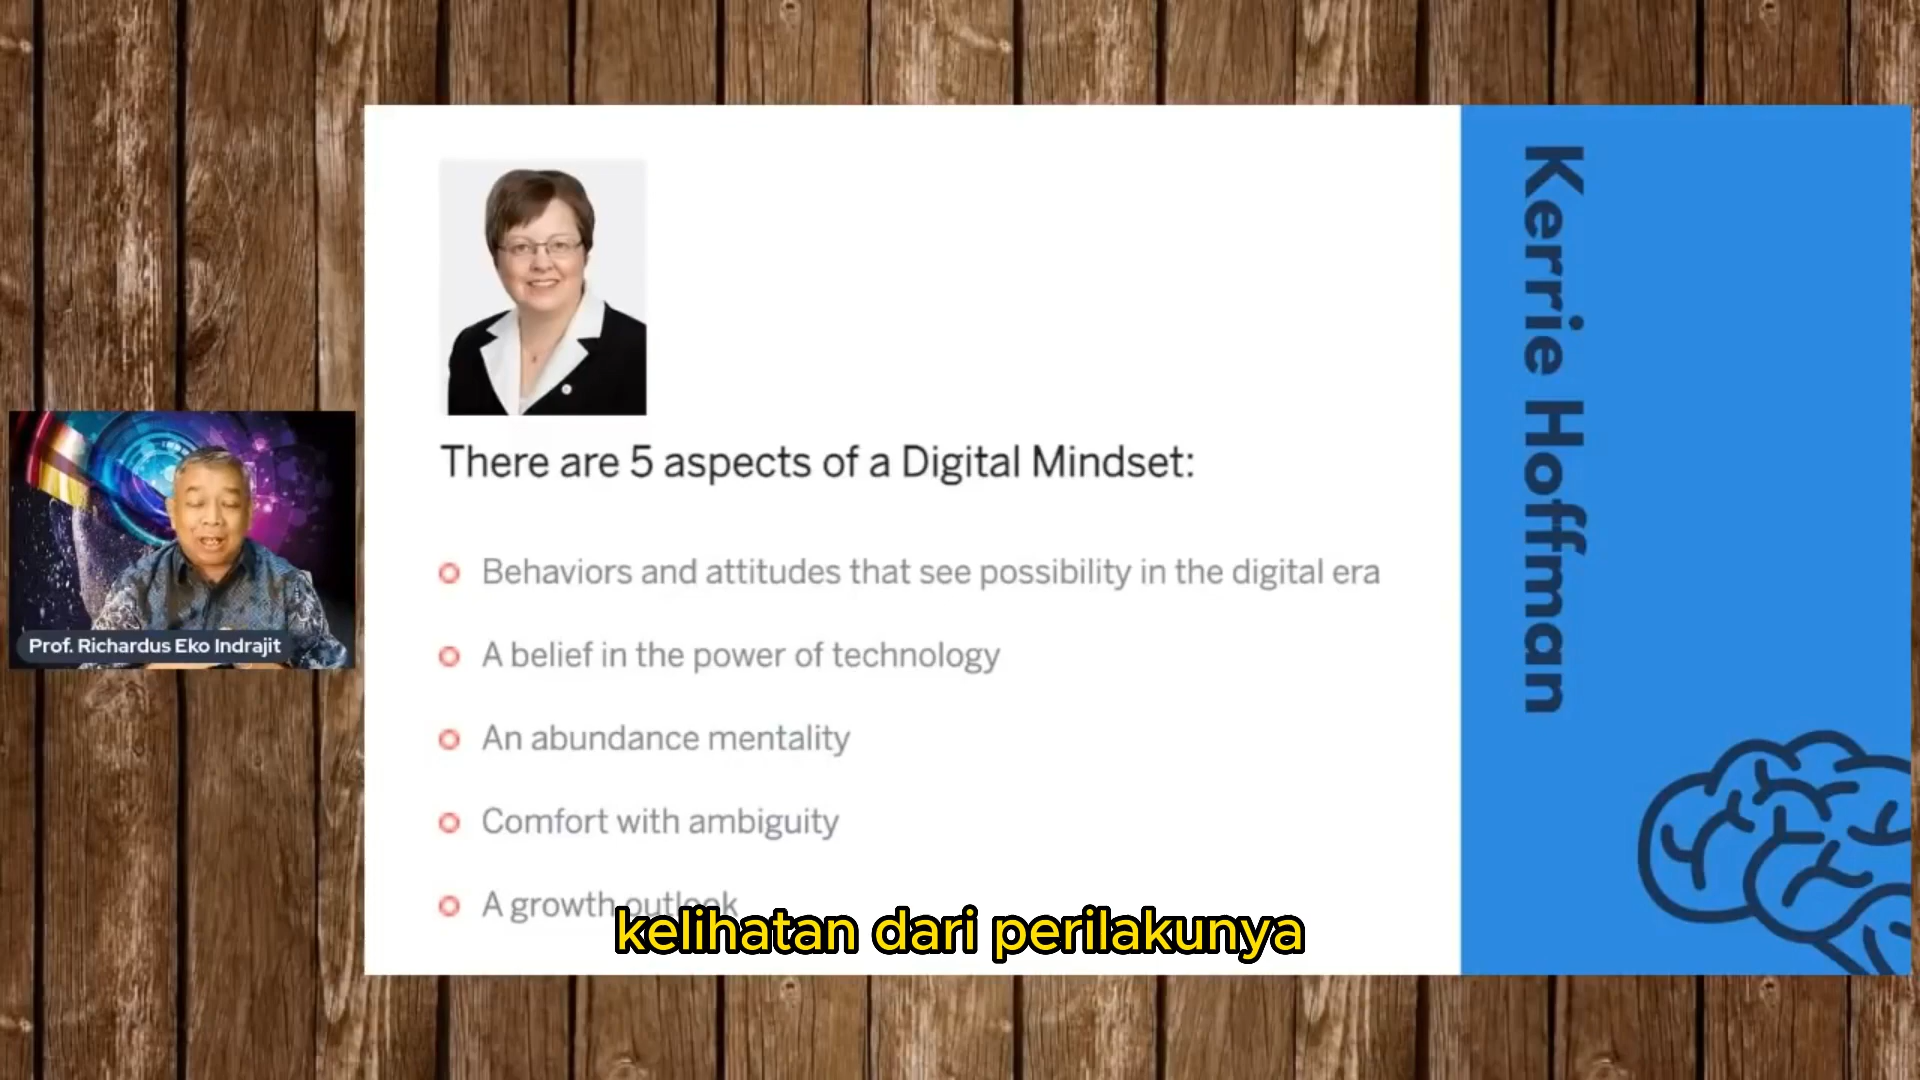 There are 5 aspects of a Digital Mindset:
Behaviors and attitudes that see possibility in the digital era
A belief in the power of technology
An abundance mentality
Comfort with ambiguity
A growth outlook
kelihatan dari perilakunya
Kerrie Hoffman
Prof. Richardus Eko Indrajit